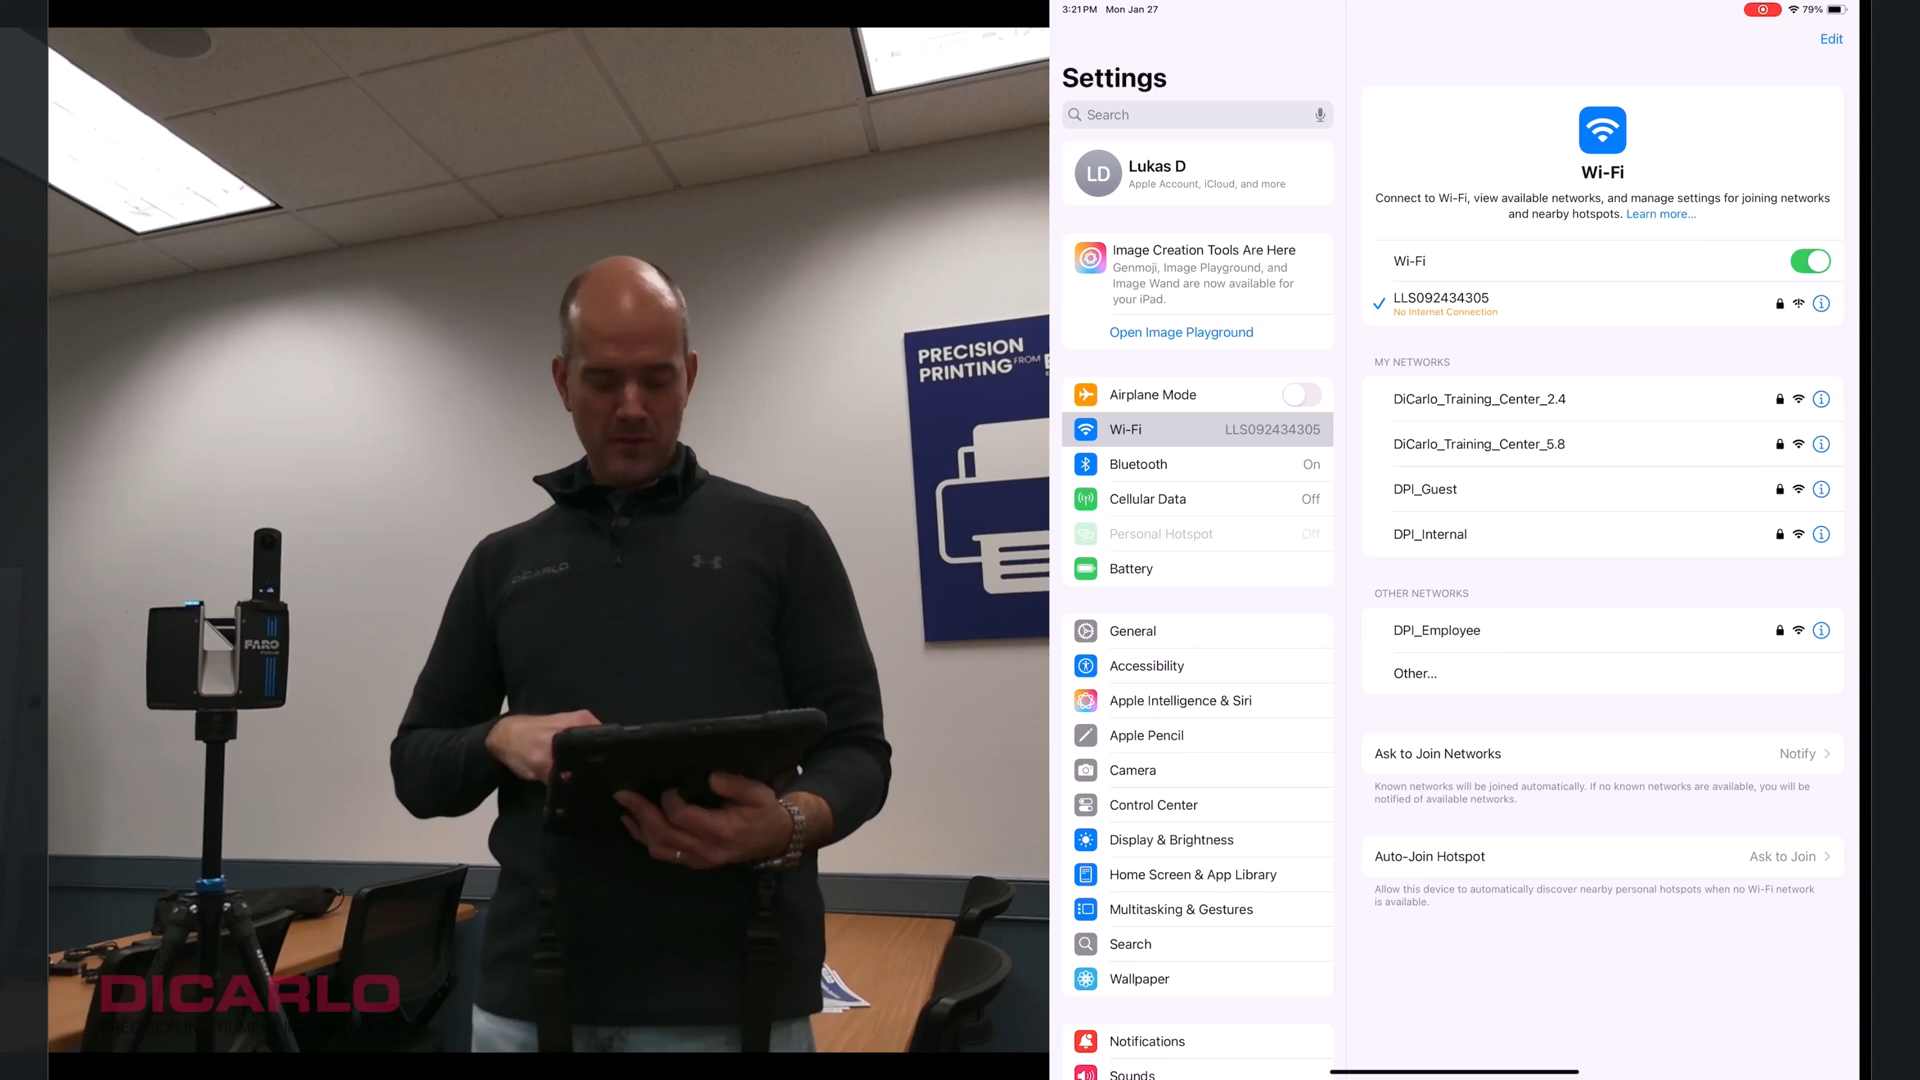 PRECISION
PRINTING FROM
DICARLO
FARO
FOCUS
DICARLO
3:21 PM Mon Jan 27
79%
Settings
Search
LD
Lukas D
Apple Account, iCloud, and more
Image Creation Tools Are Here
Genmoji, Image Playground, and
Image Wand are now available for
your iPad.
Open Image Playground
Airplane Mode
Wi-Fi LLS092434305
Bluetooth On
Cellular Data Off
Personal Hotspot Off
Battery
General
Accessibility
Apple Intelligence & Siri
Apple Pencil
Camera
Control Center
Display & Brightness
Home Screen & App Library
Multitasking & Gestures
Search
Wallpaper
Notifications
Sounds
Edit
Wi-Fi
Connect to Wi-Fi, view available networks, and manage settings for joining networks
and nearby hotspots. Learn more...
Wi-Fi
LLS092434305
No Internet Connection
MY NETWORKS
DiCarlo_Training_Center_2.4
DiCarlo_Training_Center_5.8
DPI_Guest
DPI_Internal
OTHER NETWORKS
DPI_Employee
Other...
Ask to Join Networks Notify
Known networks will be joined automatically. If no known networks are available, you will be
notified of available networks.
Auto-Join Hotspot Ask to Join
Allow this device to automatically discover nearby personal hotspots when no Wi-Fi network
is available.